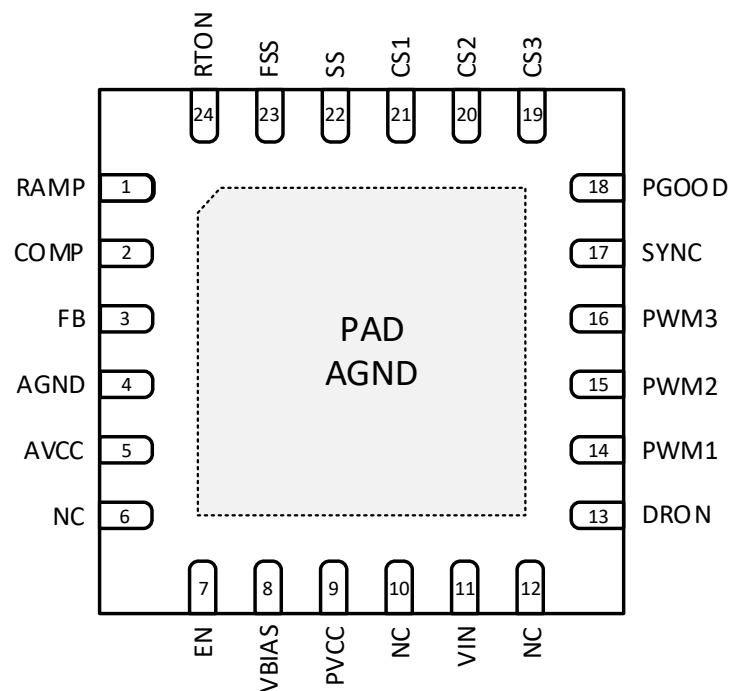 RTON
FSS
SS
CS1
CS2
CS3
24
23
22
21
20
19
RAMP 1
18 PGOOD
COMP 2
17 SYNC
FB 3
16 PWM3
PAD
AGND
AGND 4
15 PWM2
AVCC 5
14 PWM1
NC 6
13 DRON
7
8
9
10
11
12
EN
VBIAS
PVCC
NC
VIN
NC